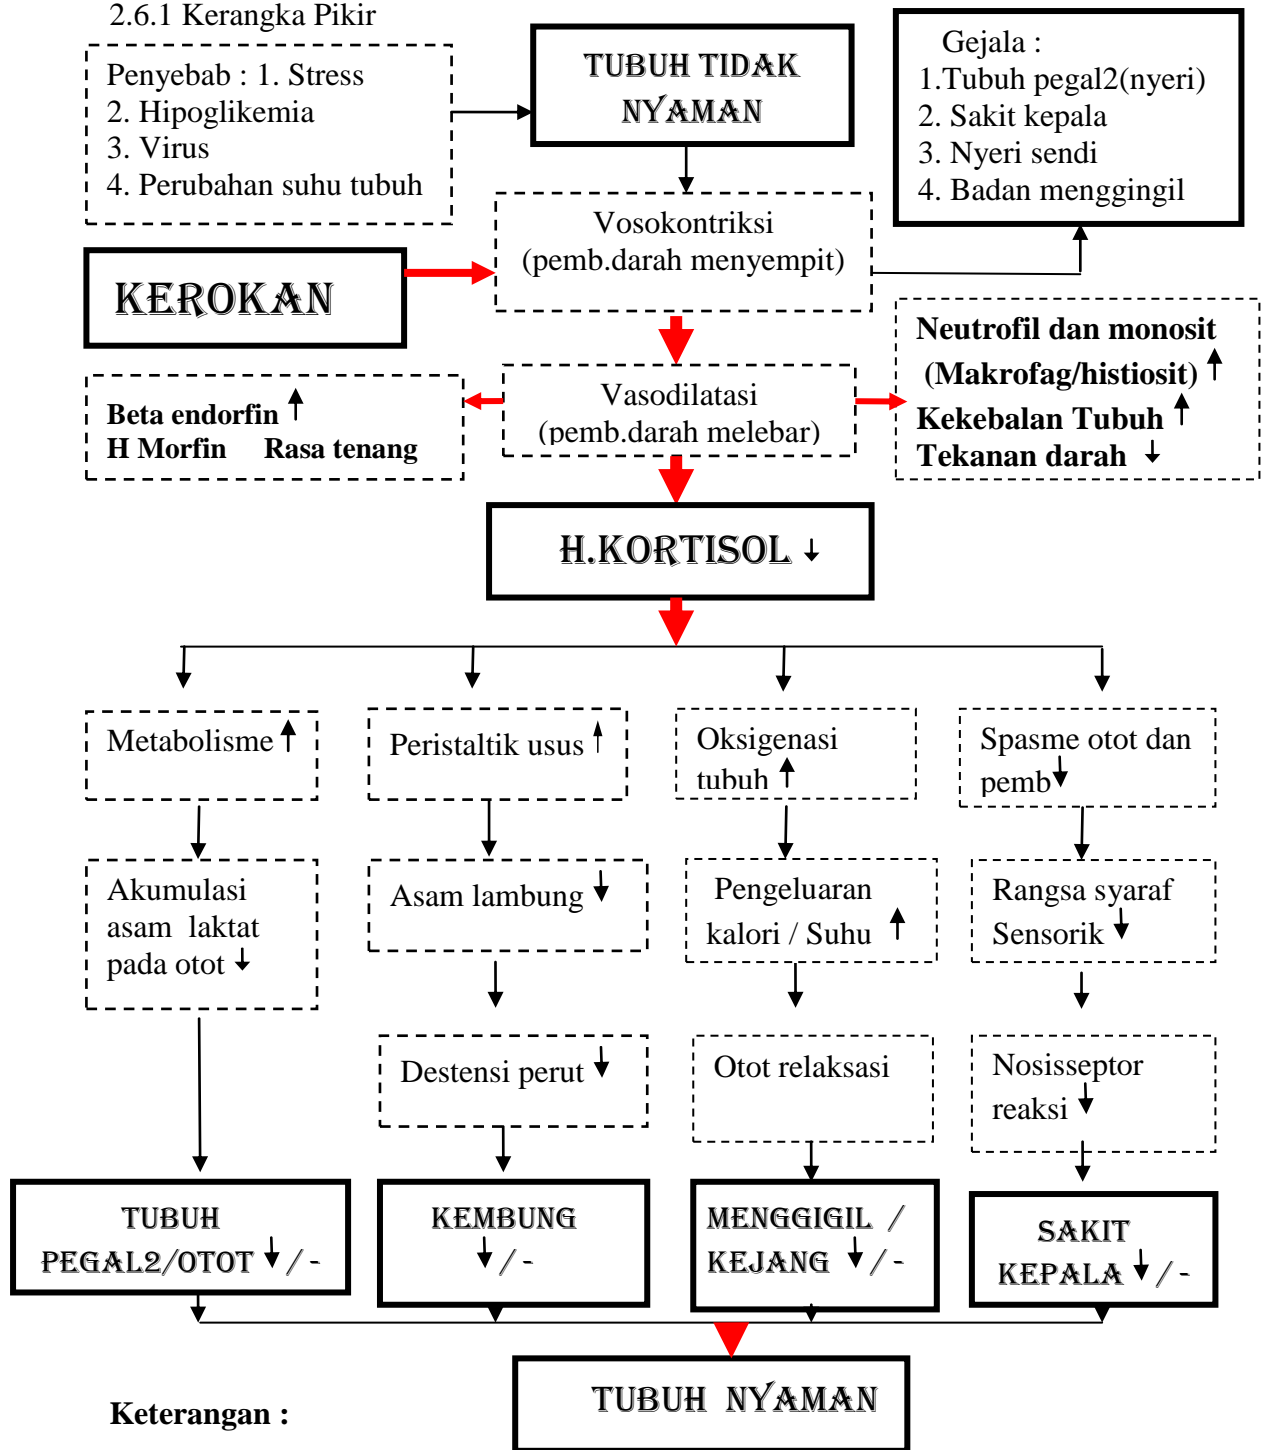 2.6.1 Kerangka Pikir
Penyebab : 1. Stress
2. Hipoglikemia
3. Virus
4. Perubahan suhu tubuh
TUBUH TIDAK
NYAMAN
Gejala :
1.Tubuh pegal2(nyeri)
2. Sakit kepala
3. Nyeri sendi
4. Badan menggingil
Vosokontriksi
(pemb.darah menyempit)
KEROKAN
Neutrofil dan monosit
(Makrofag/histiosit) ↑
Kekebalan Tubuh ↑
Tekanan darah ↓
Beta endorfin ↑
H Morfin Rasa tenang
Vasodilatasi
(pemb.darah melebar)
H.KORTISOL ↓
Metabolisme ↑
Peristaltik usus ↑
Oksigenasi
tubuh ↑
Spasme otot dan
pemb ↓
Akumulasi
asam laktat
pada otot ↓
Asam lambung ↓
Pengeluaran
kalori / Suhu ↑
Rangsa syaraf
Sensorik ↓
Destensi perut ↓
Otot relaksasi
Nosisseptor
reaksi ↓
TUBUH
PEGAL2/OTOT ↓ / -
KEMBUNG
↓ / -
MENGGIGIL /
KEJANG ↓ / -
SAKIT
KEPALA ↓ / -
TUBUH NYAMAN
Keterangan :